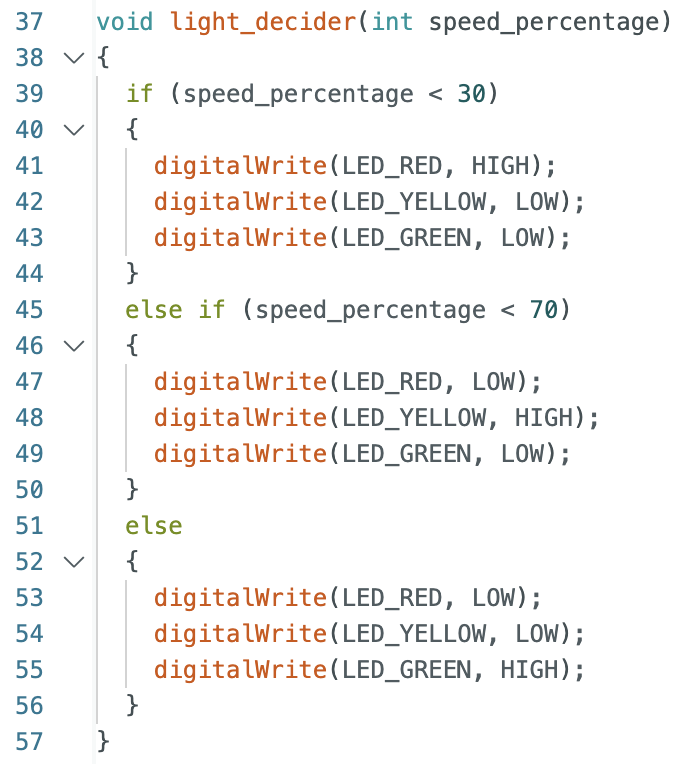 37 void light_decider(int speed_percentage)
38 {
39   if (speed_percentage < 30)
40   {
41     digitalWrite(LED_RED, HIGH);
42     digitalWrite(LED_YELLOW, LOW);
43     digitalWrite(LED_GREEN, LOW);
44   }
45   else if (speed_percentage < 70)
46   {
47     digitalWrite(LED_RED, LOW);
48     digitalWrite(LED_YELLOW, HIGH);
49     digitalWrite(LED_GREEN, LOW);
50   }
51   else
52   {
53     digitalWrite(LED_RED, LOW);
54     digitalWrite(LED_YELLOW, LOW);
55     digitalWrite(LED_GREEN, HIGH);
56   }
57 }